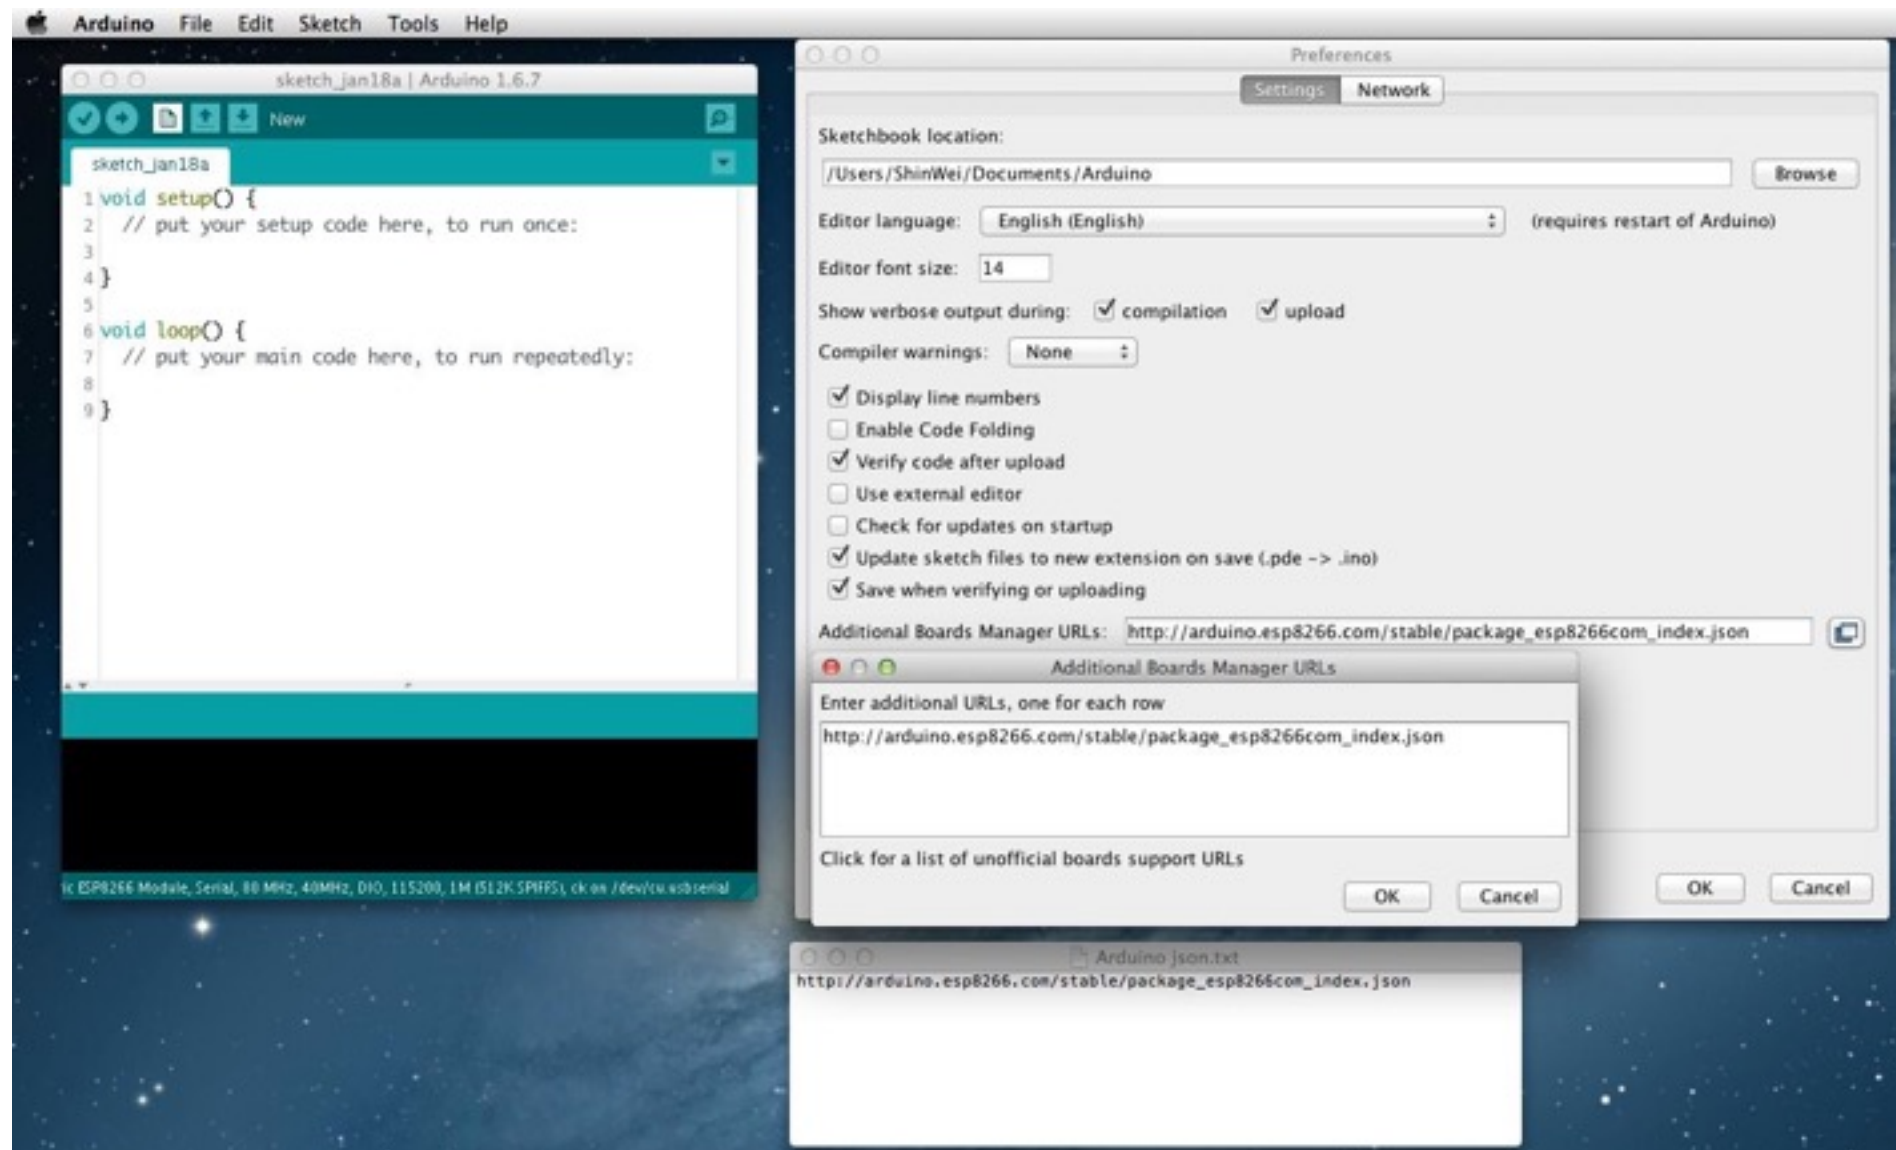 Arduino File Edit Sketch Tools Help
sketch_jan18a | Arduino 1.6.7
New
sketch_jan18a
1 void setup() {
2 // put your setup code here, to run once:
3
4 }
5
6 void loop() {
7 // put your main code here, to run repeatedly:
8
9 }
ic ESP8266 Module, Serial, 80 MHz, 40MHz, DIO, 115200, 1M (512K SPIFFS), ck on /dev/cu.usbserial
Preferences
Settings Network
Sketchbook location:
/Users/ShinWei/Documents/Arduino Browse
Editor language: English (English) (requires restart of Arduino)
Editor font size: 14
Show verbose output during: compilation upload
Compiler warnings: None
Display line numbers
Enable Code Folding
Verify code after upload
Use external editor
Check for updates on startup
Update sketch files to new extension on save (.pde -> .ino)
Save when verifying or uploading
Additional Boards Manager URLs: http://arduino.esp8266.com/stable/package_esp8266com_index.json
Additional Boards Manager URLs
Enter additional URLs, one for each row
http://arduino.esp8266.com/stable/package_esp8266com_index.json
Click for a list of unofficial boards support URLs
OK Cancel
OK Cancel
Arduino json.txt
http://arduino.esp8266.com/stable/package_esp8266com_index.json